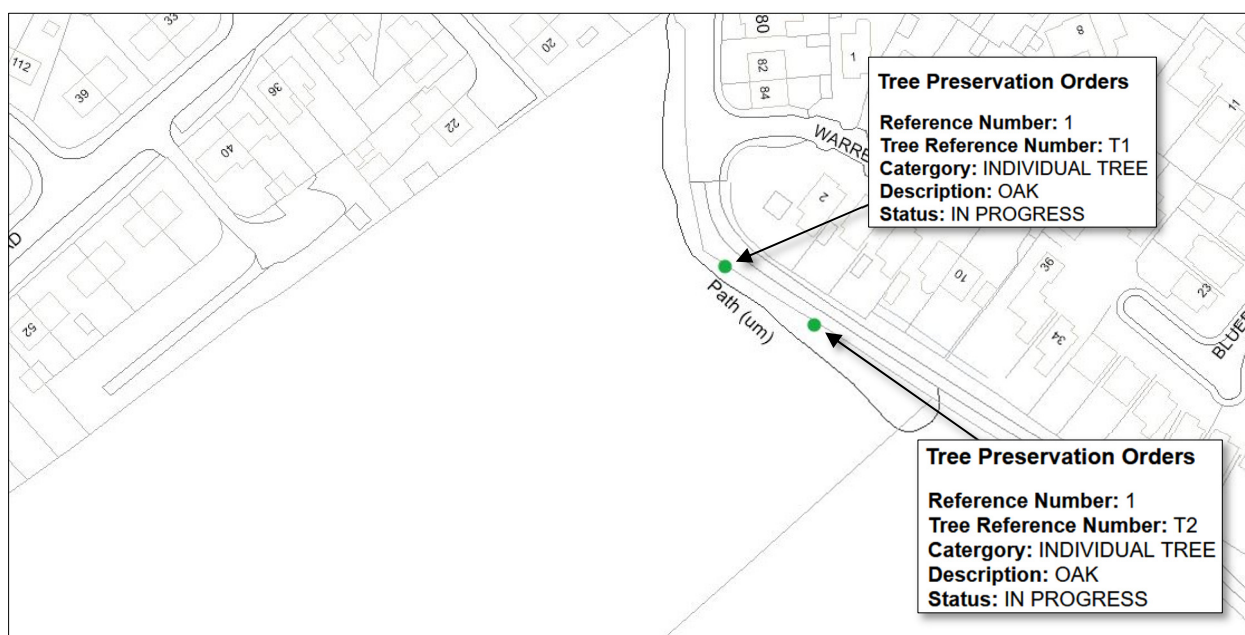 33
112
39
36
40
20
22
80
82
84
1
8
11
WARRE
2
10
36
34
23
BLUEB
AD
52
Path (um)
Tree Preservation Orders
Reference Number: 1
Tree Reference Number: T1
Catergory: INDIVIDUAL TREE
Description: OAK
Status: IN PROGRESS
Tree Preservation Orders
Reference Number: 1
Tree Reference Number: T2
Catergory: INDIVIDUAL TREE
Description: OAK
Status: IN PROGRESS